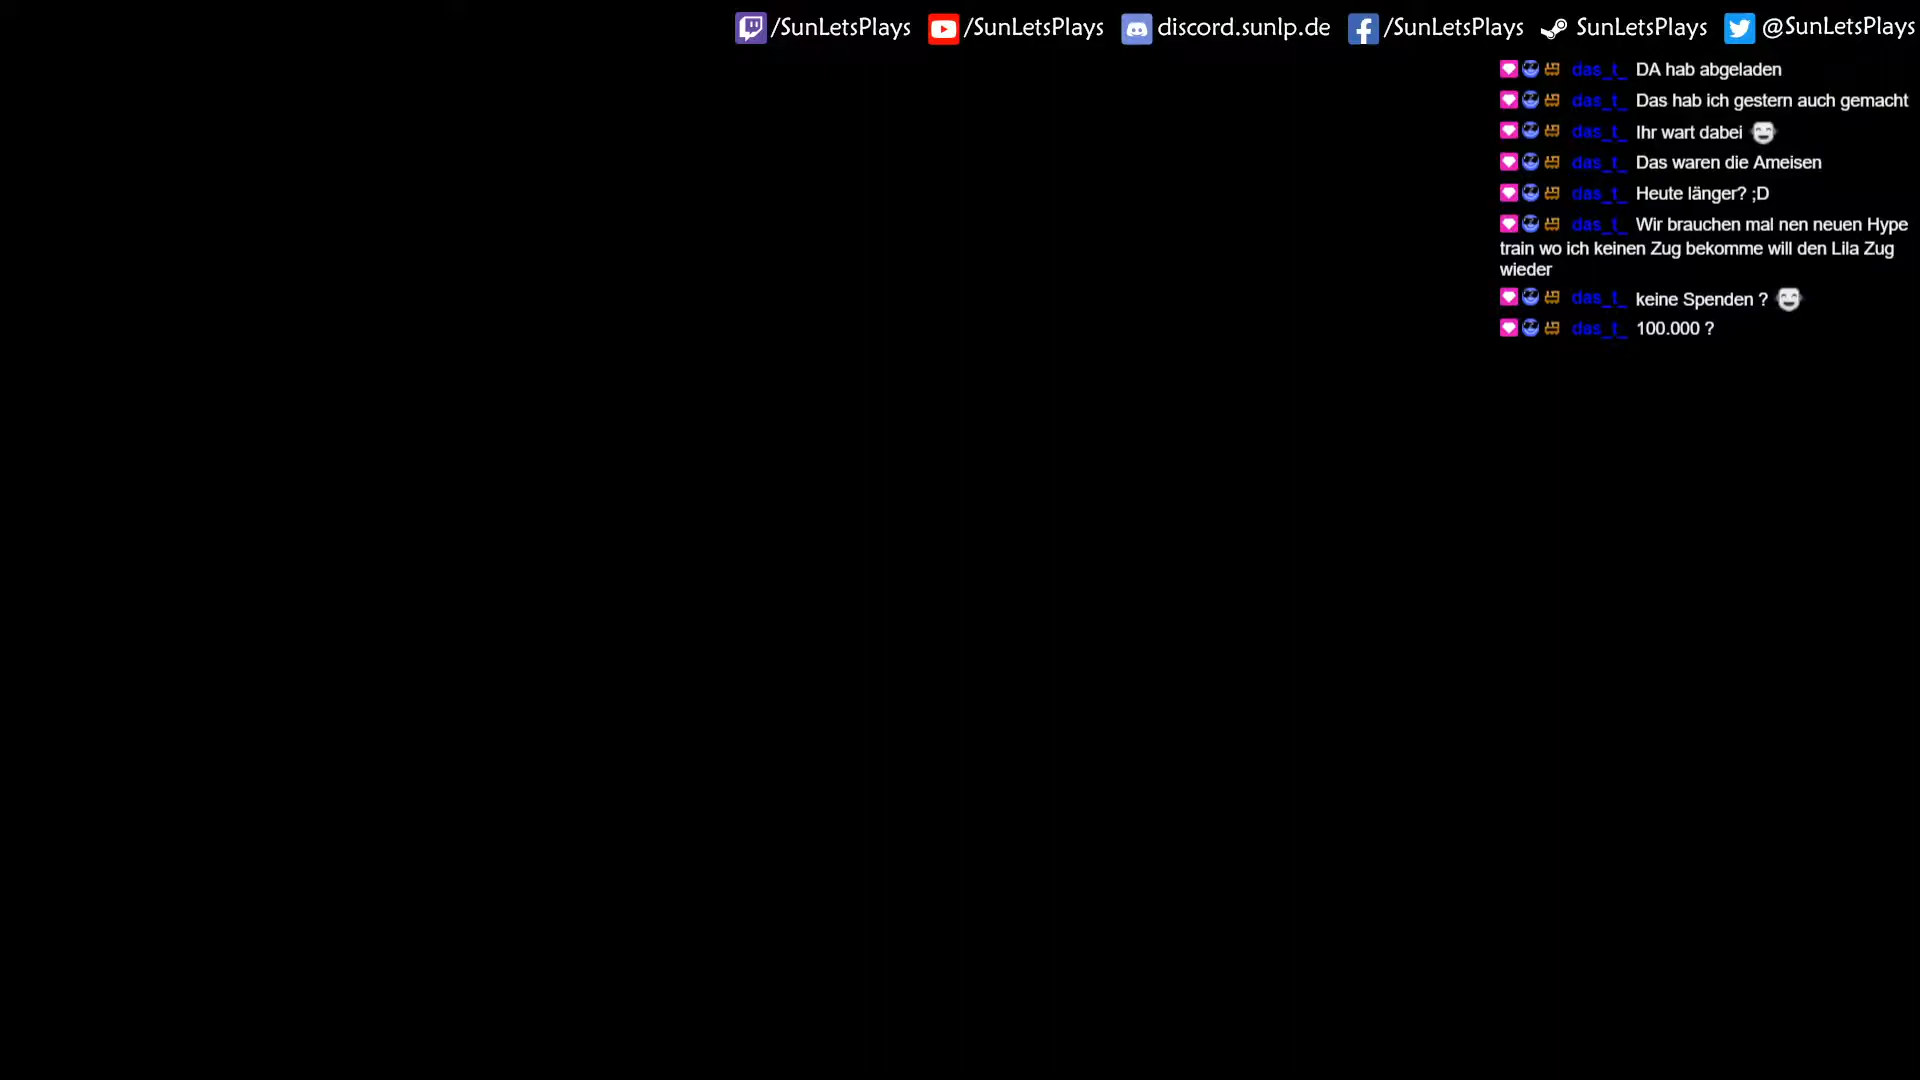 /SunLetsPlays /SunLetsPlays discord.sunlp.de /SunLetsPlays SunLetsPlays @SunLetsPlays
das_t_ DA hab abgeladen
das_t_ Das hab ich gestern auch gemacht
das_t_ Ihr wart dabei
das_t_ Das waren die Ameisen
das_t_ Heute länger? ;D
das_t_ Wir brauchen mal nen neuen Hype
train wo ich keinen Zug bekomme will den Lila Zug
wieder
das_t_ keine Spenden ?
das_t_ 100.000 ?